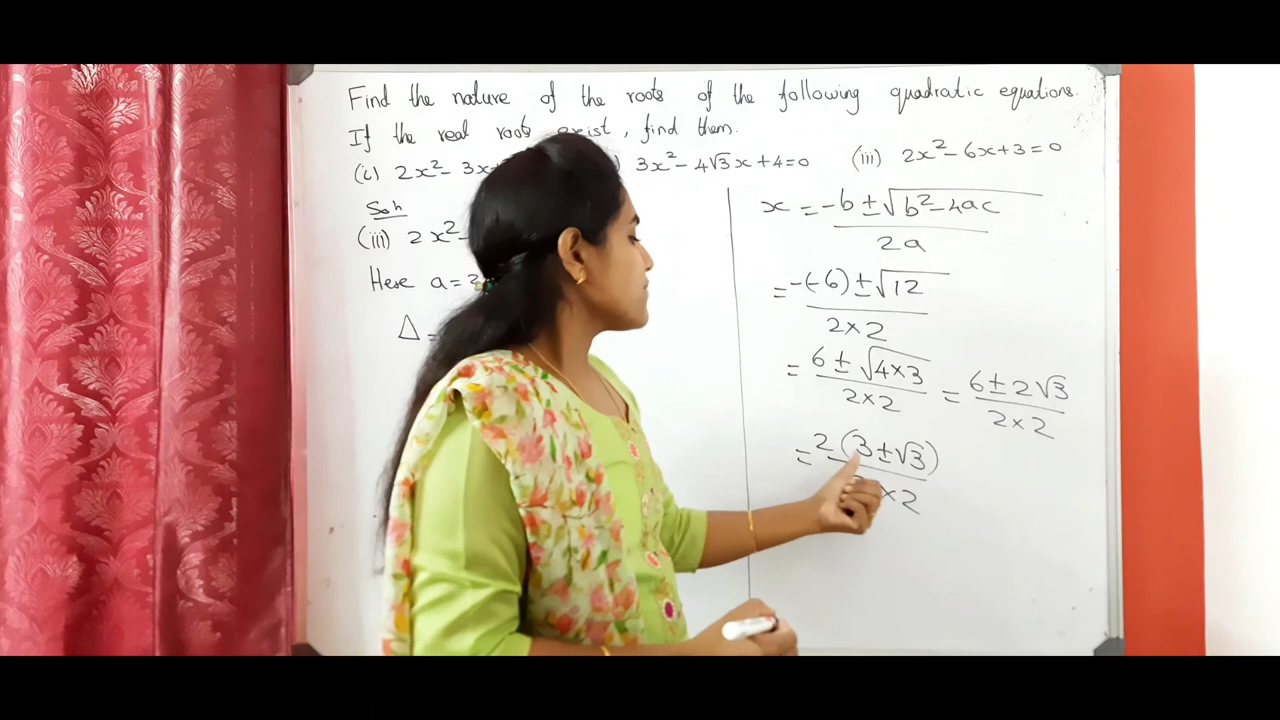 Find the nature of the roots of the following quadratic equations.
If the real roots exist, find them.
(i) 2x² - 3x+ 3x² - 4√3x + 4 = 0 (iii) 2x² - 6x + 3 = 0
Soln
(iii) 2x² -
Here a = 2
Δ =
x = -b ± √b² - 4ac
2a
= -(-6) ± √12
2 × 2
= 6 ± √4×3 = 6 ± 2√3
2 × 2 2 × 2
= 2(3 ± √3)
× 2